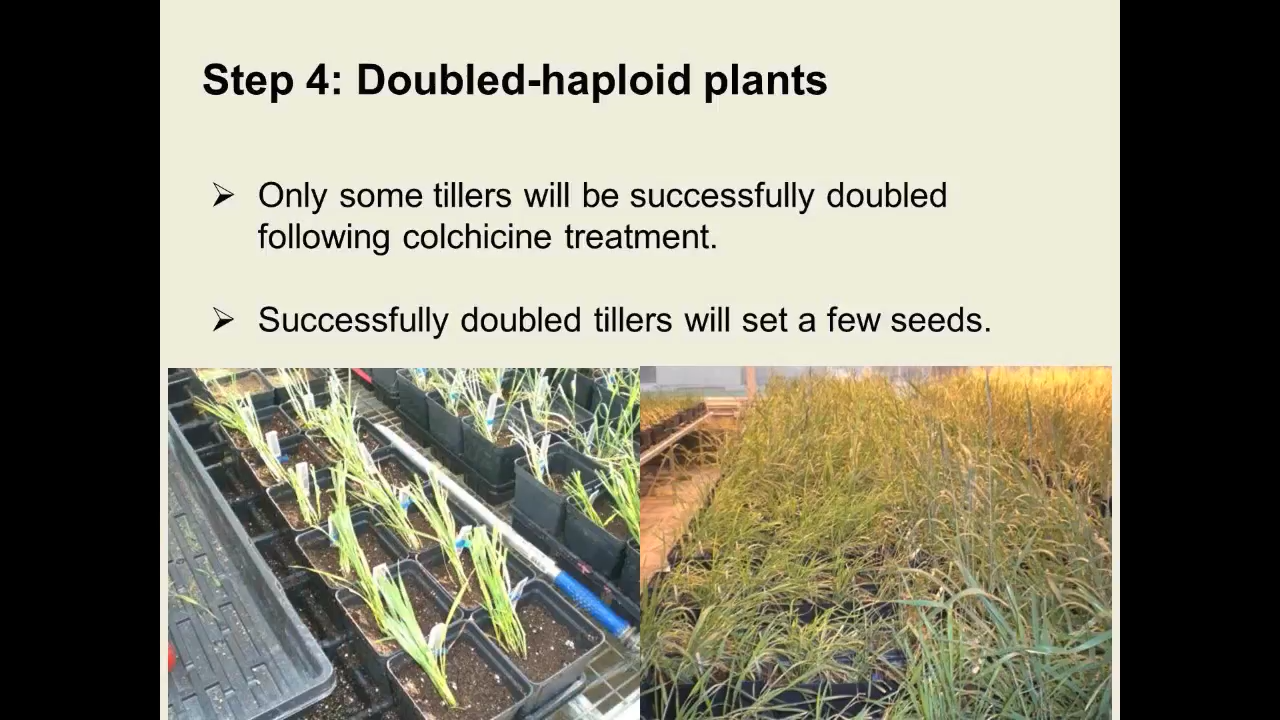 Step 4: Doubled-haploid plants
➢ Only some tillers will be successfully doubled
following colchicine treatment.
➢ Successfully doubled tillers will set a few seeds.